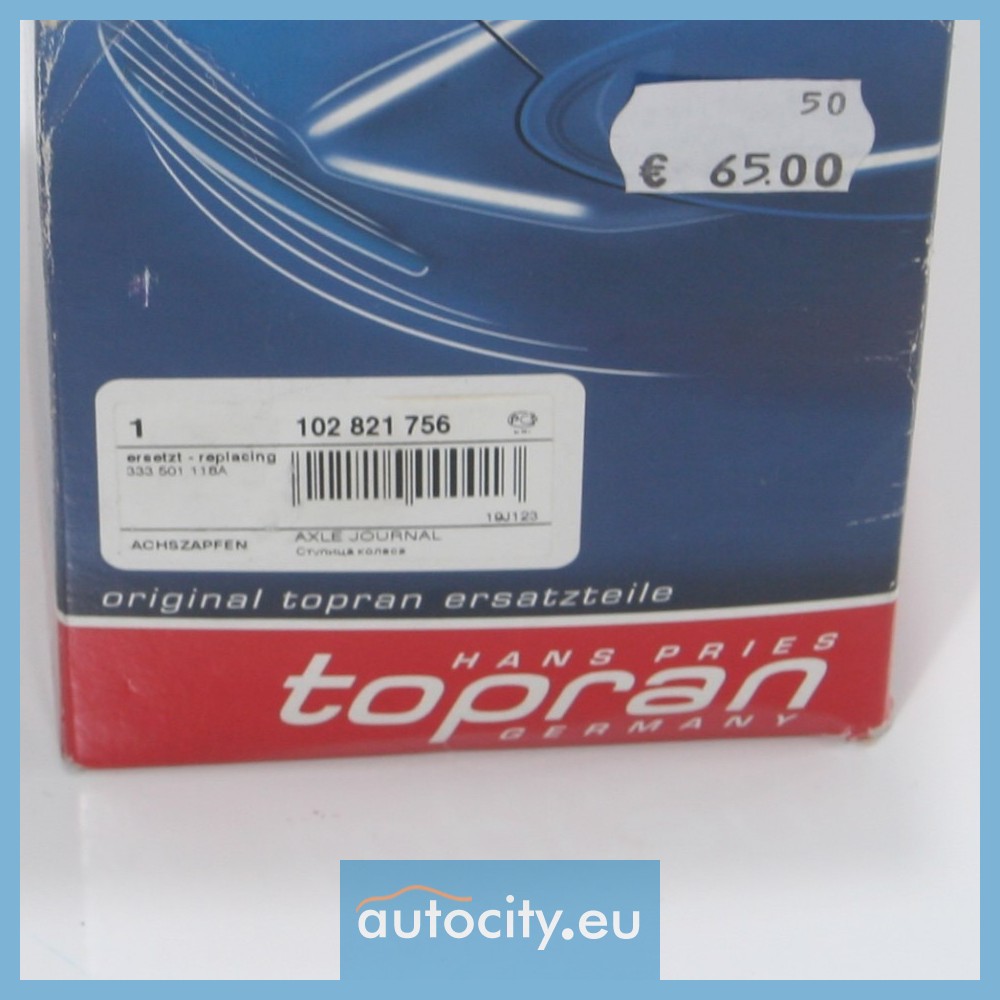 50
€ 65.00
1 102 821 756
ersetzt - replacing
333 501 118A
19J123
ACHSZAPFEN AXLE JOURNAL
Ступица колеса
original topran ersatzteile
HANS PRIES
topran
GERMANY
autocity.eu